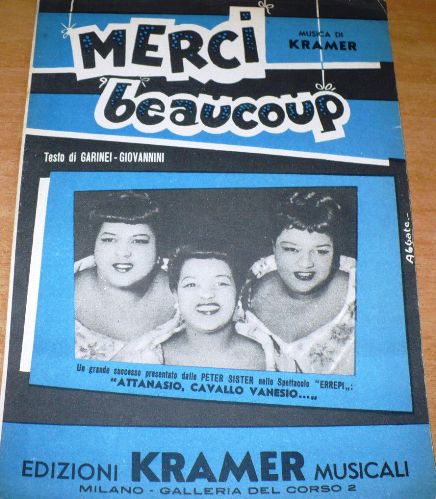 MERCI
MUSICA DI
KRAMER
beaucoup
Testo di GARINEI - GIOVANNINI
Abbate
Un grande successo presentato dalle PETER SISTER nello Spettacolo "ERREPI„:
"ATTANASIO, CAVALLO VANESIO...„
EDIZIONI KRAMER MUSICALI
MILANO - GALLERIA DEL CORSO 2